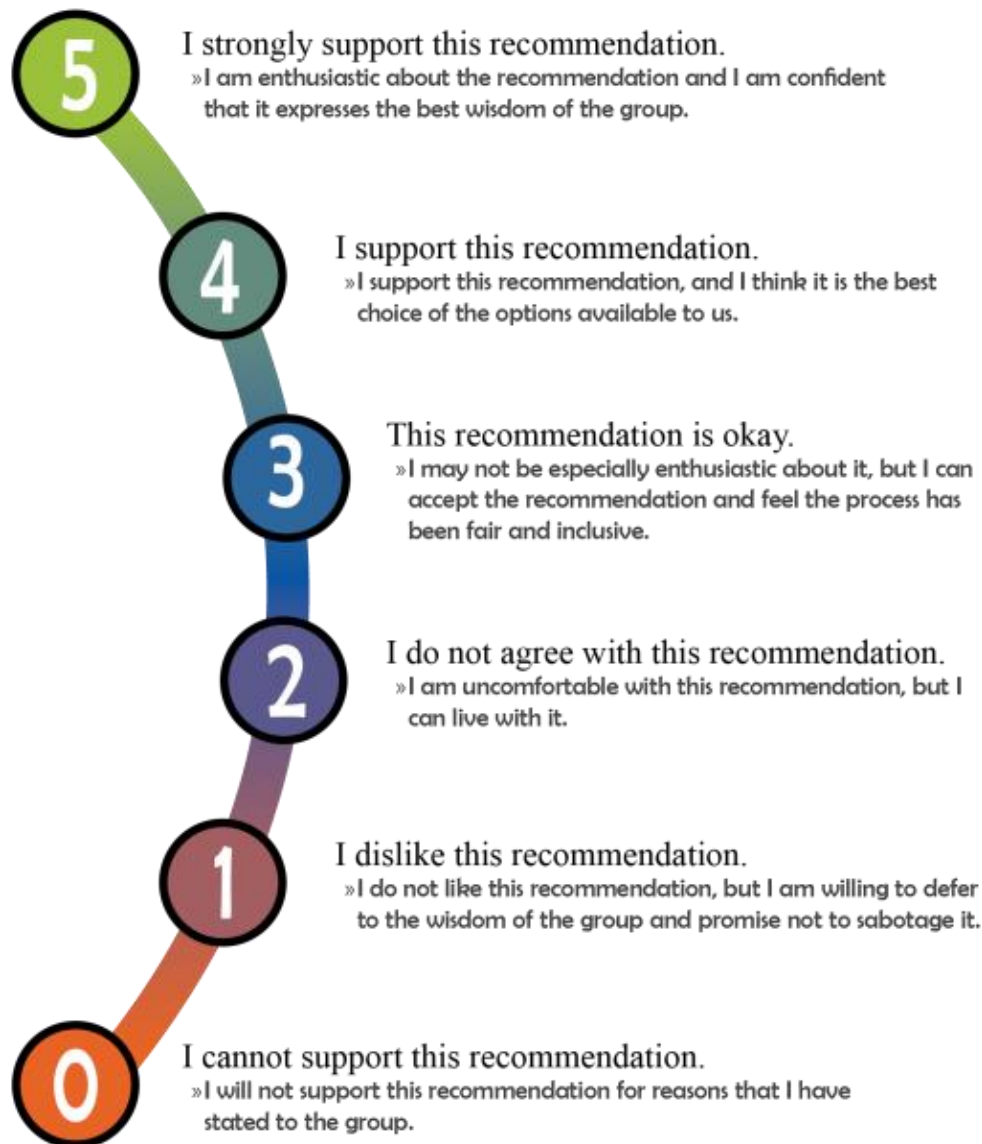 5
I strongly support this recommendation.
»I am enthusiastic about the recommendation and I am confident
that it expresses the best wisdom of the group.
4
I support this recommendation.
»I support this recommendation, and I think it is the best
choice of the options available to us.
3
This recommendation is okay.
»I may not be especially enthusiastic about it, but I can
accept the recommendation and feel the process has
been fair and inclusive.
2
I do not agree with this recommendation.
»I am uncomfortable with this recommendation, but I
can live with it.
1
I dislike this recommendation.
»I do not like this recommendation, but I am willing to defer
to the wisdom of the group and promise not to sabotage it.
0
I cannot support this recommendation.
»I will not support this recommendation for reasons that I have
stated to the group.